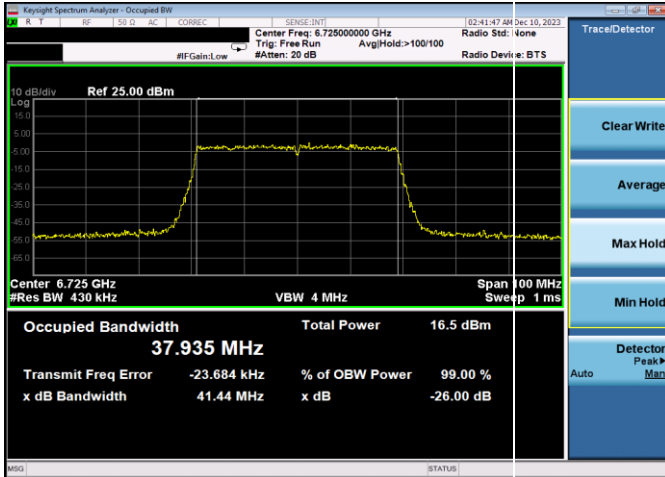 Keysight Spectrum Analyzer - Occupied BW
R T RF 50 Ω AC CORREC SENSE:INT 02:41:47 AM Dec 10, 2023
Center Freq: 6.725000000 GHz Radio Std: None
Trig: Free Run Avg|Hold:>100/100
#IFGain:Low #Atten: 20 dB Radio Device: BTS
10 dB/div Ref 25.00 dBm
Log
15.0
5.00
-5.00
-15.0
-25.0
-35.0
-45.0
-55.0
-65.0
Center 6.725 GHz Span 100 MHz
#Res BW 430 kHz VBW 4 MHz Sweep 1 ms
Occupied Bandwidth Total Power 16.5 dBm
37.935 MHz
Transmit Freq Error -23.684 kHz % of OBW Power 99.00 %
x dB Bandwidth 41.44 MHz x dB -26.00 dB
MSG STATUS
Trace/Detector
Clear Write
Average
Max Hold
Min Hold
Detector
Peak▶
Auto Man